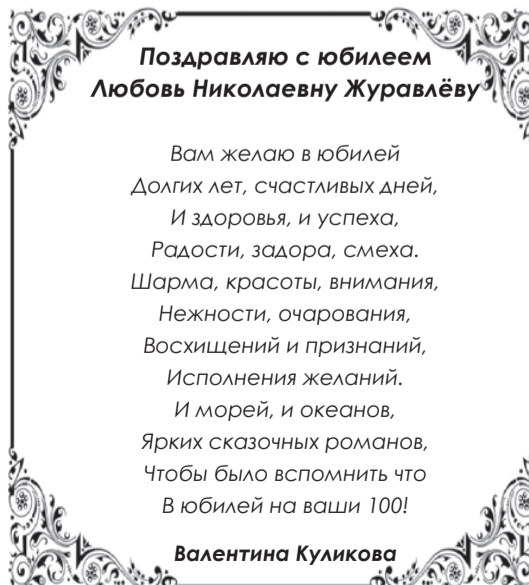 Поздравляю с юбилеем
Любовь Николаевну Журавлёву
Вам желаю в юбилей
Долгих лет, счастливых дней,
И здоровья, и успеха,
Радости, задора, смеха.
Шарма, красоты, внимания,
Нежности, очарования,
Восхищений и признаний,
Исполнения желаний.
И морей, и океанов,
Ярких сказочных романов,
Чтобы было вспомнить что
В юбилей на ваши 100!
Валентина Куликова